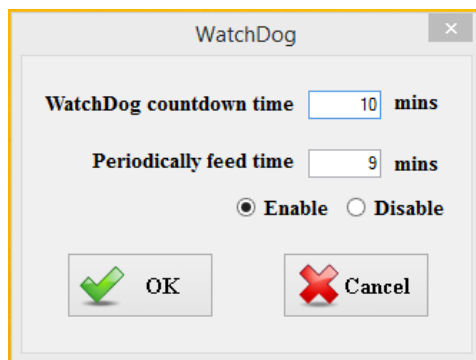 WatchDog
WatchDog countdown time 10 mins
Periodically feed time 9 mins
Enable Disable
OK Cancel